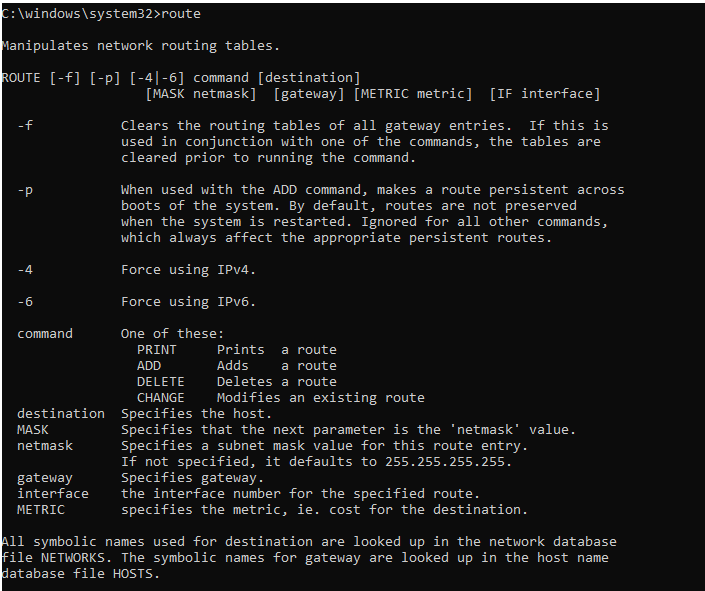 C:\windows\system32>route
Manipulates network routing tables.
ROUTE [-f] [-p] [-4|-6] command [destination]
[MASK netmask]  [gateway] [METRIC metric]  [IF interface]
-f           Clears the routing tables of all gateway entries.  If this is
used in conjunction with one of the commands, the tables are
cleared prior to running the command.
-p           When used with the ADD command, makes a route persistent across
boots of the system. By default, routes are not preserved
when the system is restarted. Ignored for all other commands,
which always affect the appropriate persistent routes.
-4           Force using IPv4.
-6           Force using IPv6.
command      One of these:
PRINT     Prints  a route
ADD       Adds    a route
DELETE    Deletes a route
CHANGE    Modifies an existing route
destination  Specifies the host.
MASK         Specifies that the next parameter is the 'netmask' value.
netmask      Specifies a subnet mask value for this route entry.
If not specified, it defaults to 255.255.255.255.
gateway      Specifies gateway.
interface    the interface number for the specified route.
METRIC       specifies the metric, ie. cost for the destination.
All symbolic names used for destination are looked up in the network database
file NETWORKS. The symbolic names for gateway are looked up in the host name
database file HOSTS.